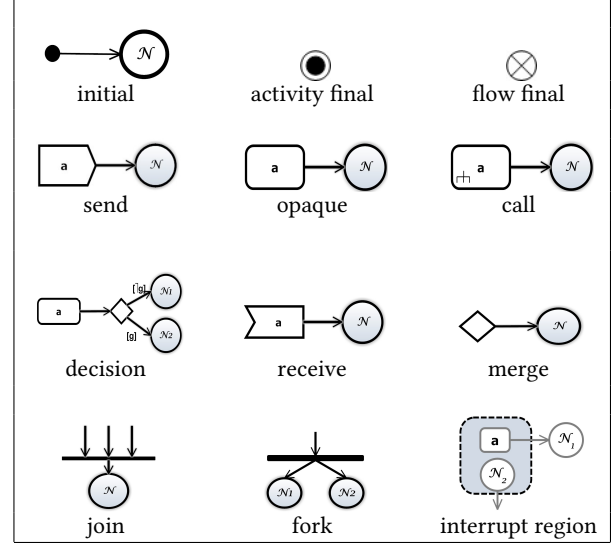 𝒩
initial
activity final
flow final
a 𝒩
send
a 𝒩
opaque
a 𝒩
call
a [¬g] 𝒩1
[g] 𝒩2
decision
a 𝒩
receive
𝒩
merge
𝒩
join
𝒩1 𝒩2
fork
a 𝒩₁
𝒩₂
interrupt region